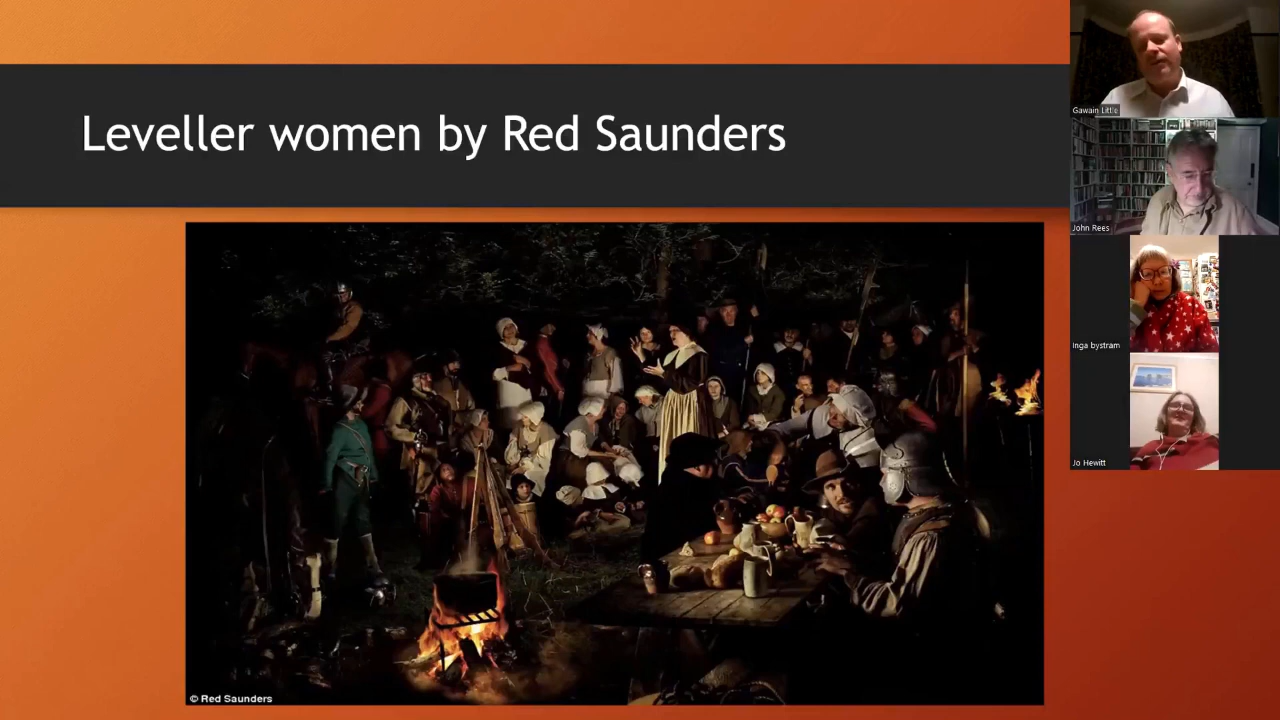 Leveller women by Red Saunders
Gawain Little
John Rees
Inga bystram
Jo Hewitt
© Red Saunders